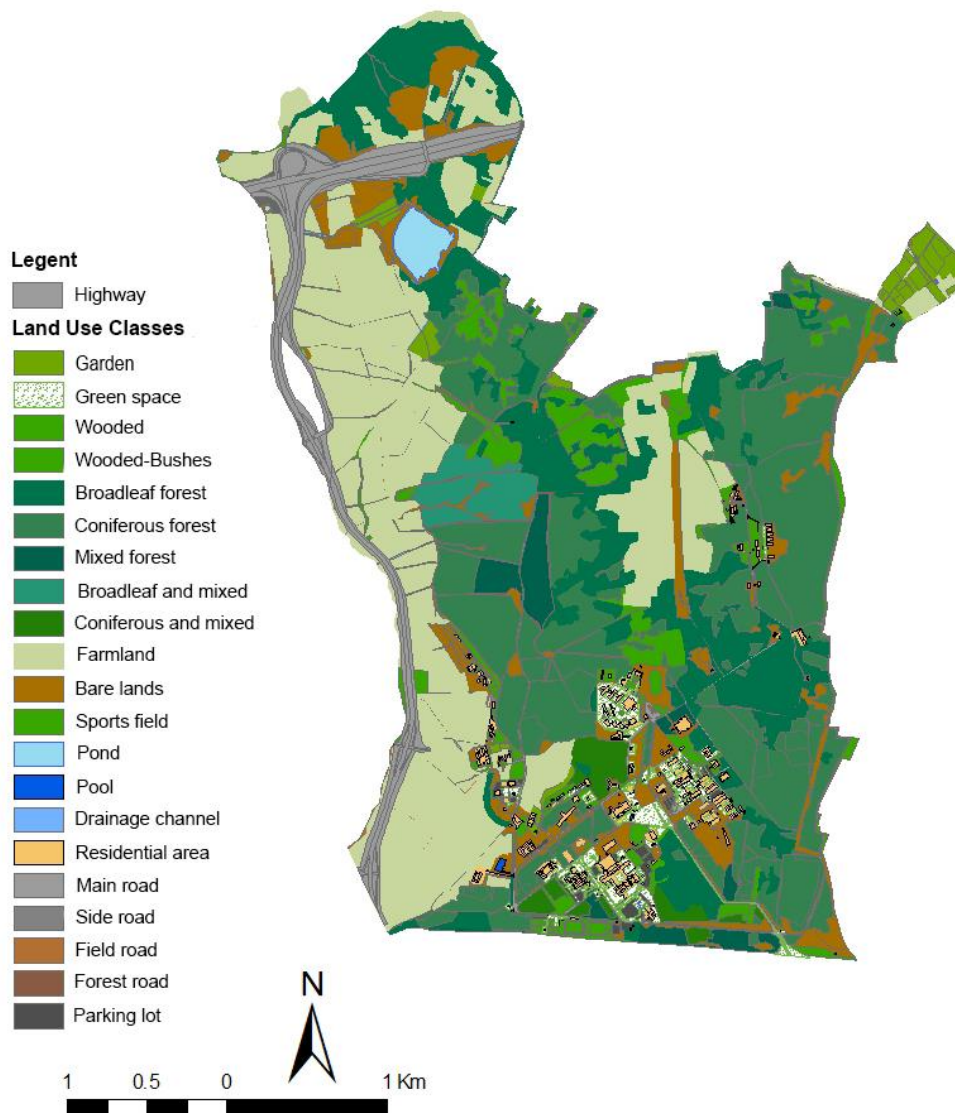 Legent
Highway
Land Use Classes
Garden
Green space
Wooded
Wooded-Bushes
Broadleaf forest
Coniferous forest
Mixed forest
Broadleaf and mixed
Coniferous and mixed
Farmland
Bare lands
Sports field
Pond
Pool
Drainage channel
Residential area
Main road
Side road
Field road
Forest road
Parking lot
N
1 0.5 0 1 Km